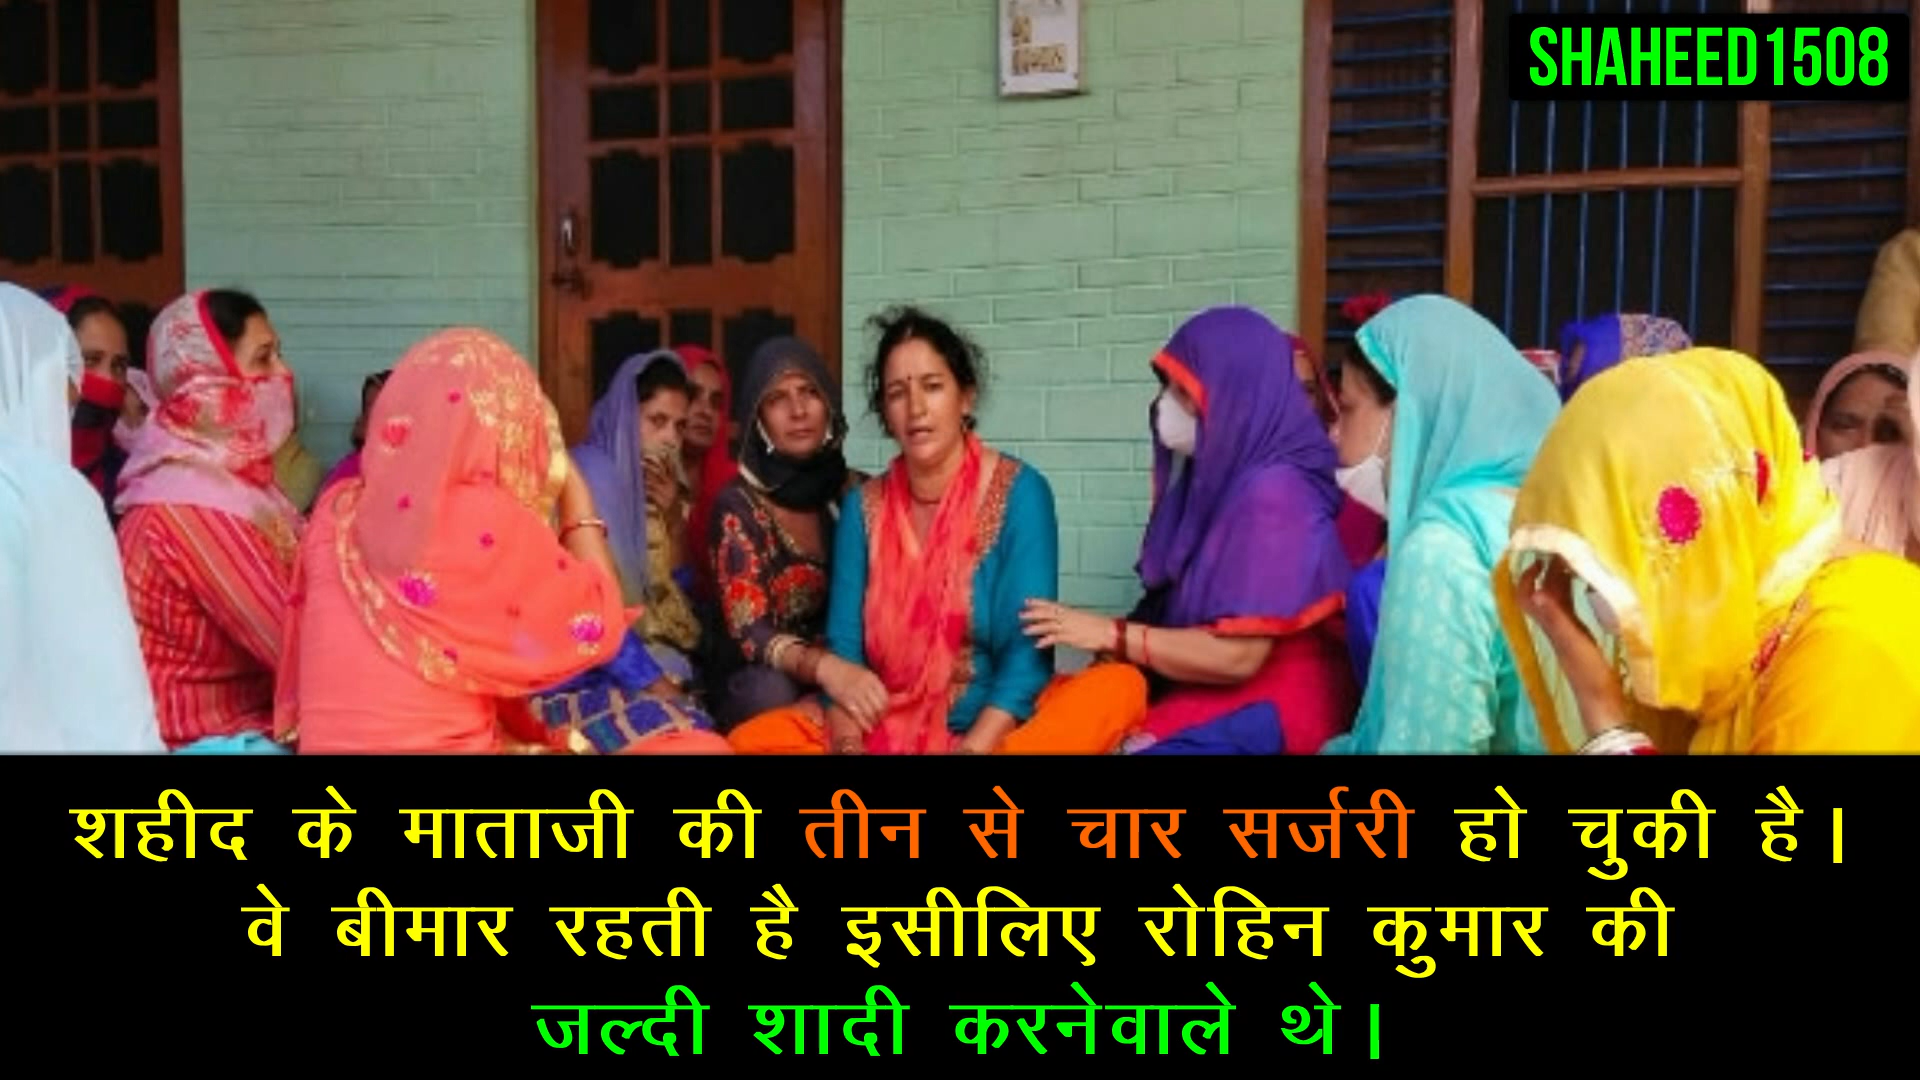 SHAHEED1508
शहीद के माताजी की तीन से चार सर्जरी हो चुकी है।
वे बीमार रहती है इसीलिए रोहिन कुमार की
जल्दी शादी करनेवाले थे।